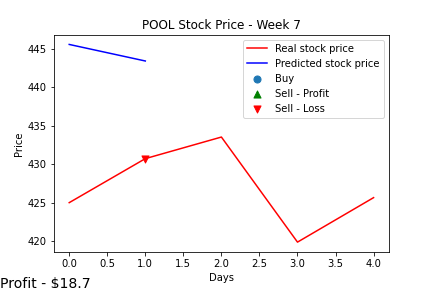 POOL Stock Price - Week 7
Real stock price
Predicted stock price
Buy
Sell - Profit
Sell - Loss
Price
445
440
435
430
425
420
0.0 0.5 1.0 1.5 2.0 2.5 3.0 3.5 4.0
Days
Profit - $18.7